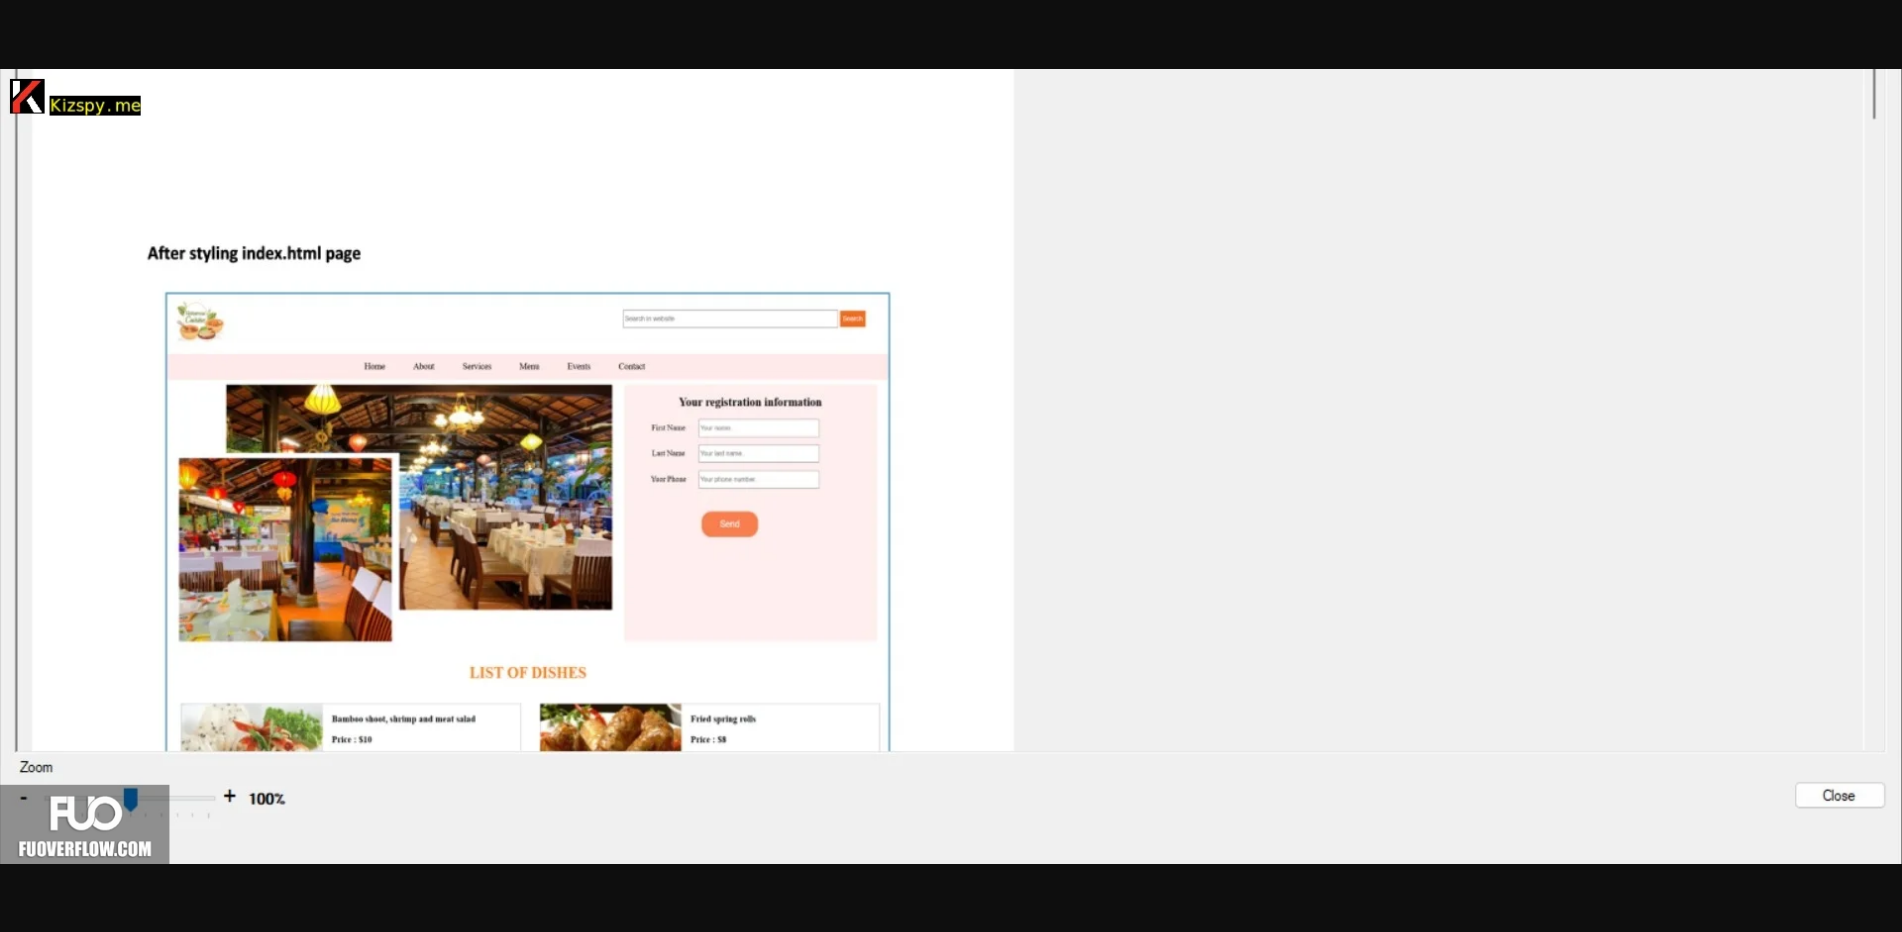 Kizspy.me
After styling index.html page
Search in website
Search
Home About Services Menu Events Contact
Your registration information
First Name Your name.
Last Name Your last name..
Your Phone Your phone number.
Send
LIST OF DISHES
Bamboo shoot, shrimp and meat salad
Price : $10
Fried spring rolls
Price : $8
Zoom
- + 100%
Close
FUO
FUOVERFLOW.COM